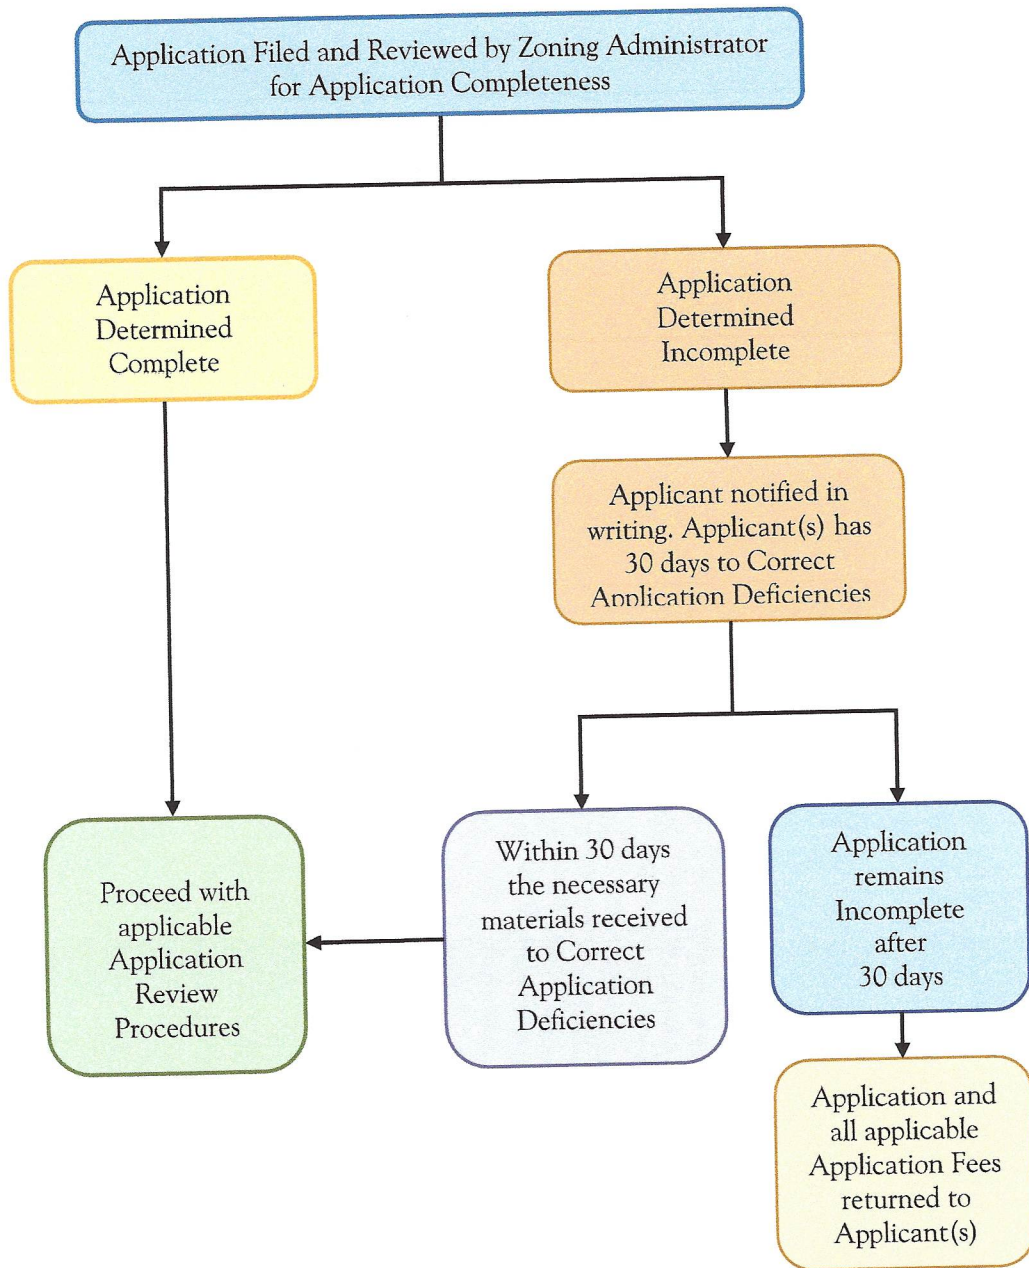 Application Filed and Reviewed by Zoning Administrator
for Application Completeness
Application
Determined
Complete
Application
Determined
Incomplete
Applicant notified in
writing. Applicant(s) has
30 days to Correct
Application Deficiencies
Proceed with
applicable
Application
Review
Procedures
Within 30 days
the necessary
materials received
to Correct
Application
Deficiencies
Application
remains
Incomplete
after
30 days
Application and
all applicable
Application Fees
returned to
Applicant(s)